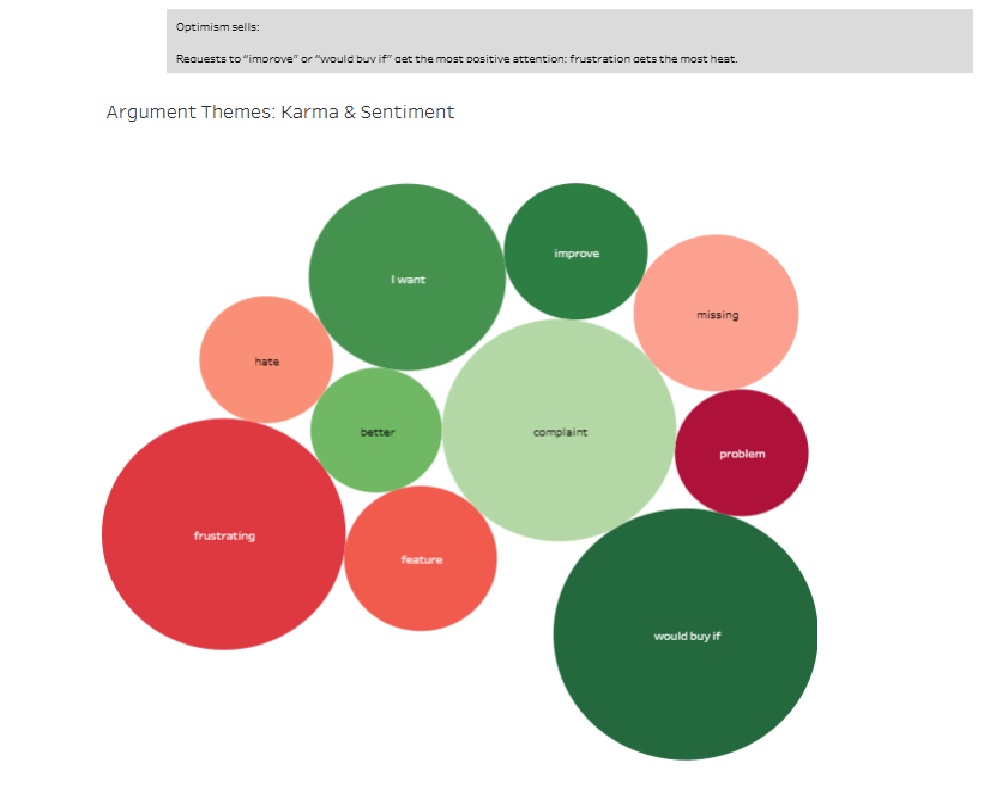 Optimism sells:
Requests to "improve" or "would buy if" get the most positive attention; frustration gets the most heat.
Argument Themes: Karma & Sentiment
I want
improve
missing
hate
better
complaint
problem
frustrating
feature
would buy if